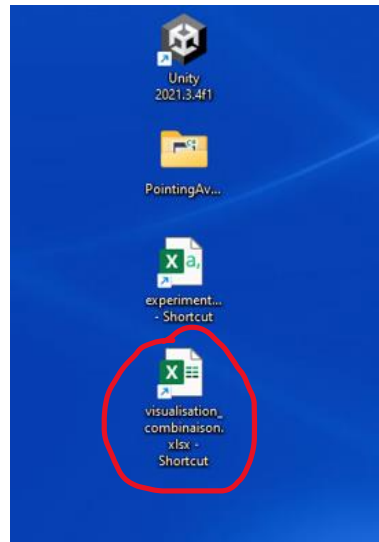 Unity
2021.3.4f1
PointingAv...
a,
experiment...
- Shortcut
visualisation_
combinaison.
xlsx -
Shortcut